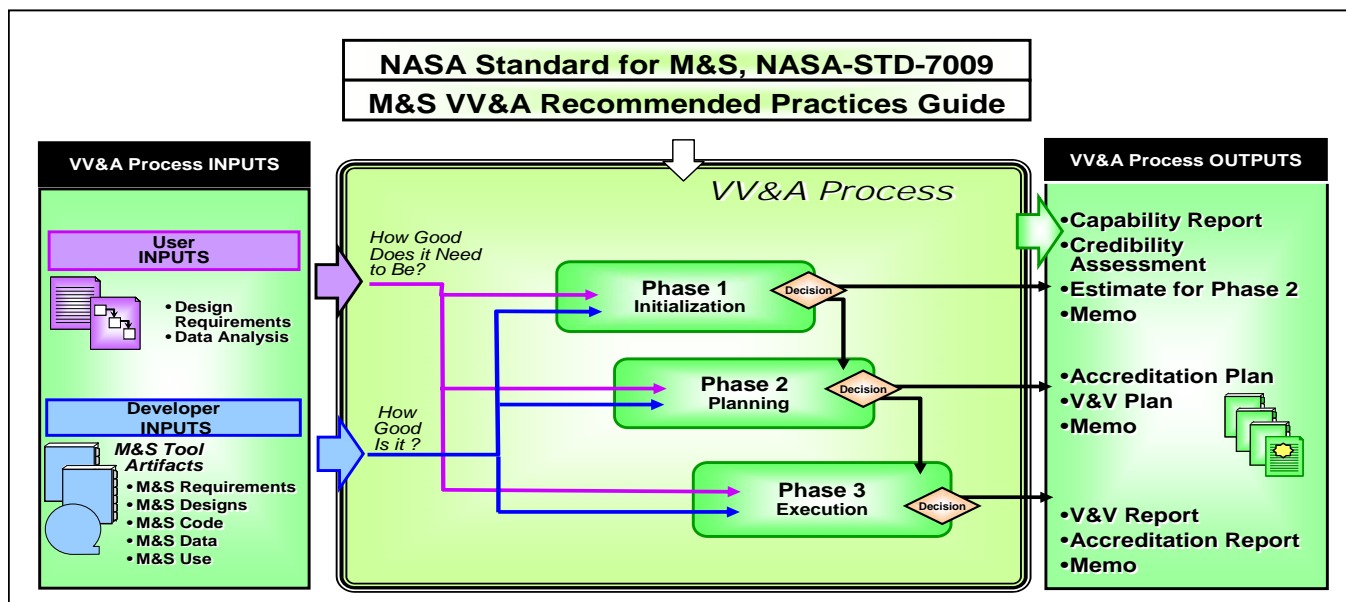 NASA Standard for M&S, NASA-STD-7009
M&S VV&A Recommended Practices Guide
VV&A Process INPUTS
User
INPUTS
• Design
Requirements
• Data Analysis
Developer
INPUTS
M&S Tool
Artifacts
• M&S Requirements
• M&S Designs
• M&S Code
• M&S Data
• M&S Use
VV&A Process
How Good
Does it Need
to Be?
How
Good
Is it ?
Phase 1
Initialization
Decision
Phase 2
Planning
Decision
Phase 3
Execution
Decision
VV&A Process OUTPUTS
•Capability Report
•Credibility
Assessment
•Estimate for Phase 2
•Memo
•Accreditation Plan
•V&V Plan
•Memo
•V&V Report
•Accreditation Report
•Memo